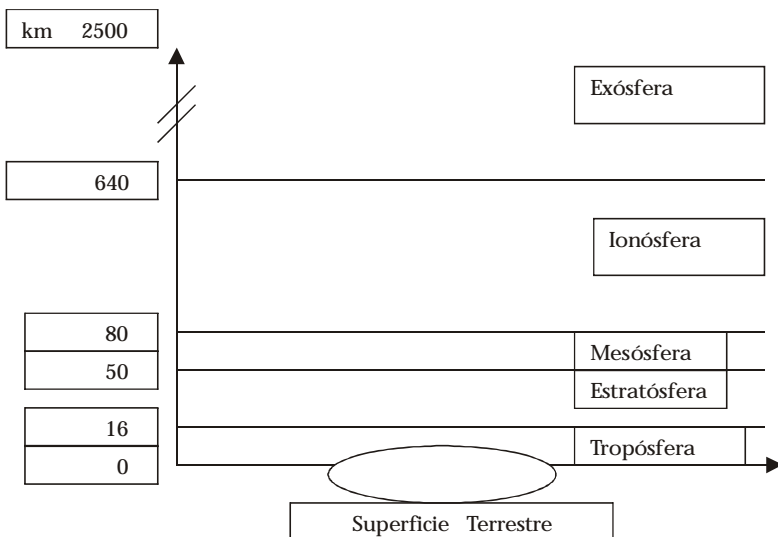 km 2500
Exósfera
640
Ionósfera
80
Mesósfera
50
Estratósfera
16
Tropósfera
0
Superficie Terrestre